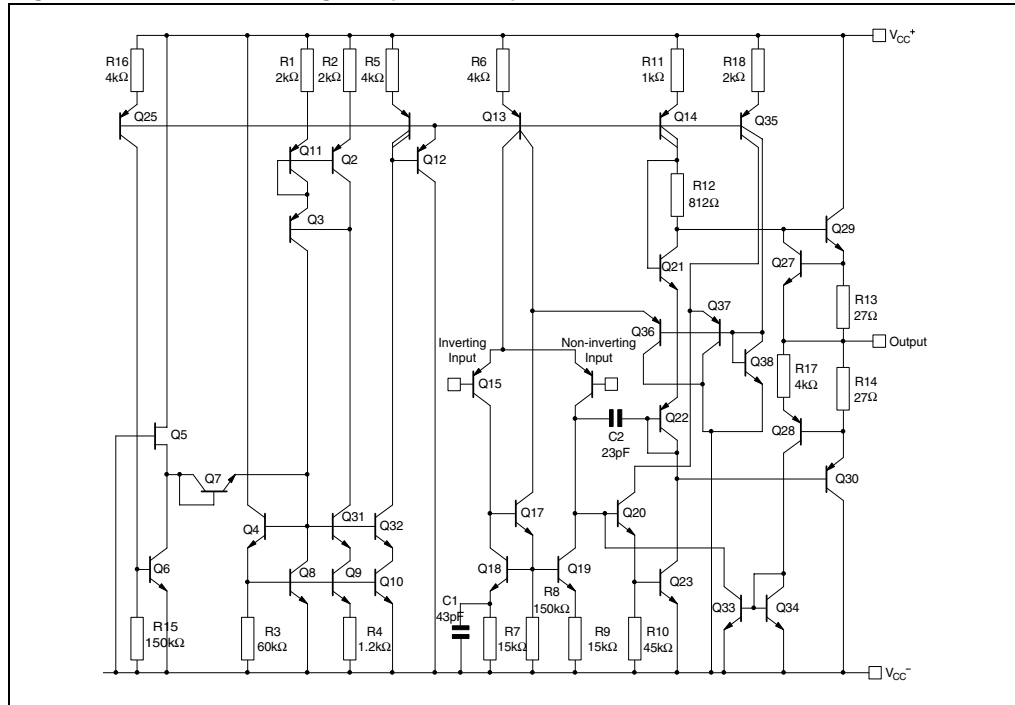 V_CC^+
R16
4kΩ
R1
2kΩ
R2
2kΩ
R5
4kΩ
R6
4kΩ
R11
1kΩ
R18
2kΩ
Q25
Q11
Q2
Q12
Q13
Q14
Q35
R12
812Ω
Q3
Q29
Q27
Q21
R13
27Ω
Q37
Q36
Output
Inverting
Input
Non-inverting
Input
Q38
R17
4kΩ
R14
27Ω
Q15
Q22
C2
23pF
Q28
Q5
Q7
Q30
Q4
Q31
Q32
Q17
Q20
Q6
Q8
Q9
Q10
Q18
Q19
Q23
R8
150kΩ
C1
43pF
Q33
Q34
R15
150kΩ
R3
60kΩ
R4
1.2kΩ
R7
15kΩ
R9
15kΩ
R10
45kΩ
V_CC^-